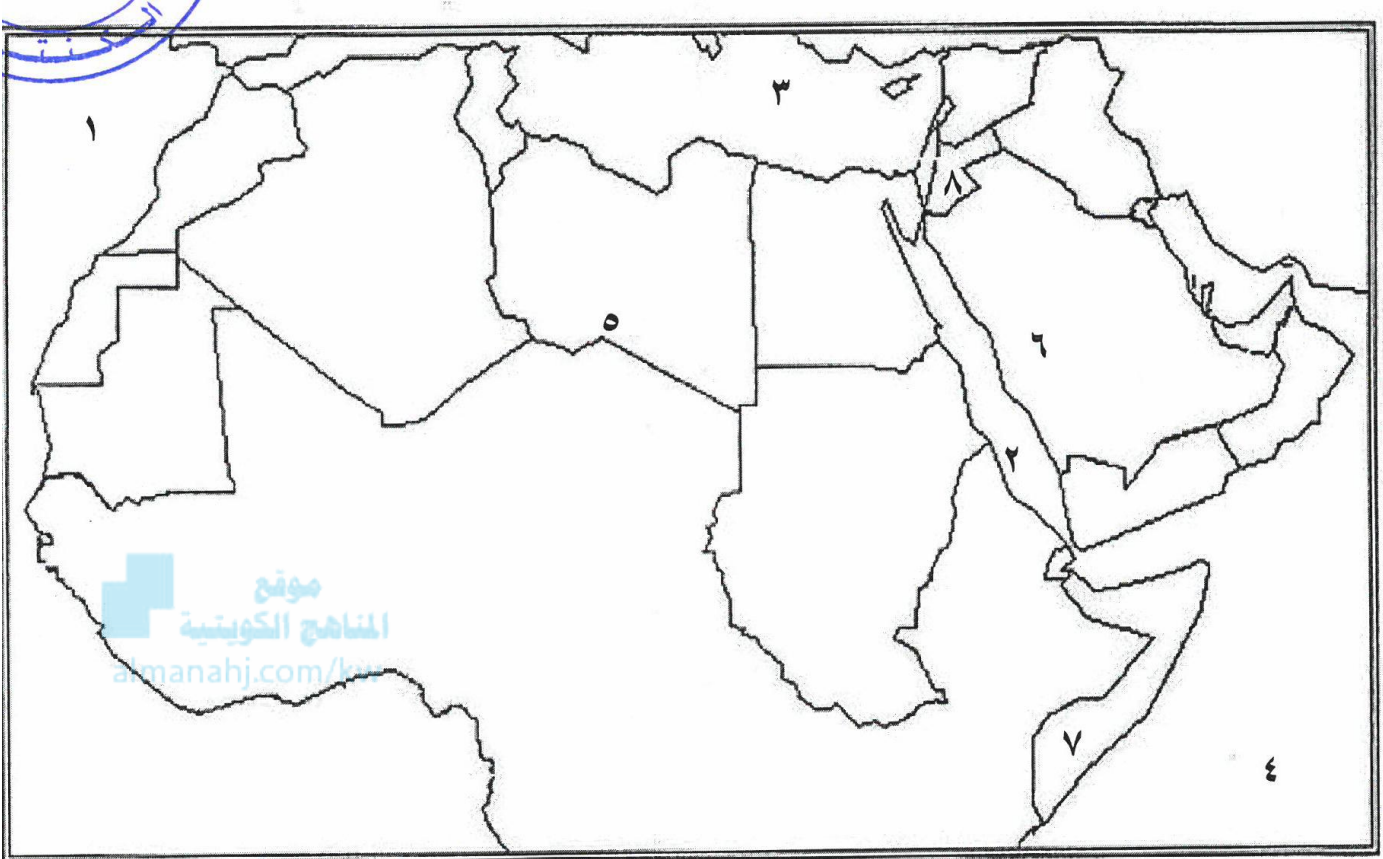 ١
٣
٨
٥
٦
٢
موقع
المناهج الكويتية
almanahj.com/kw
٧
٤